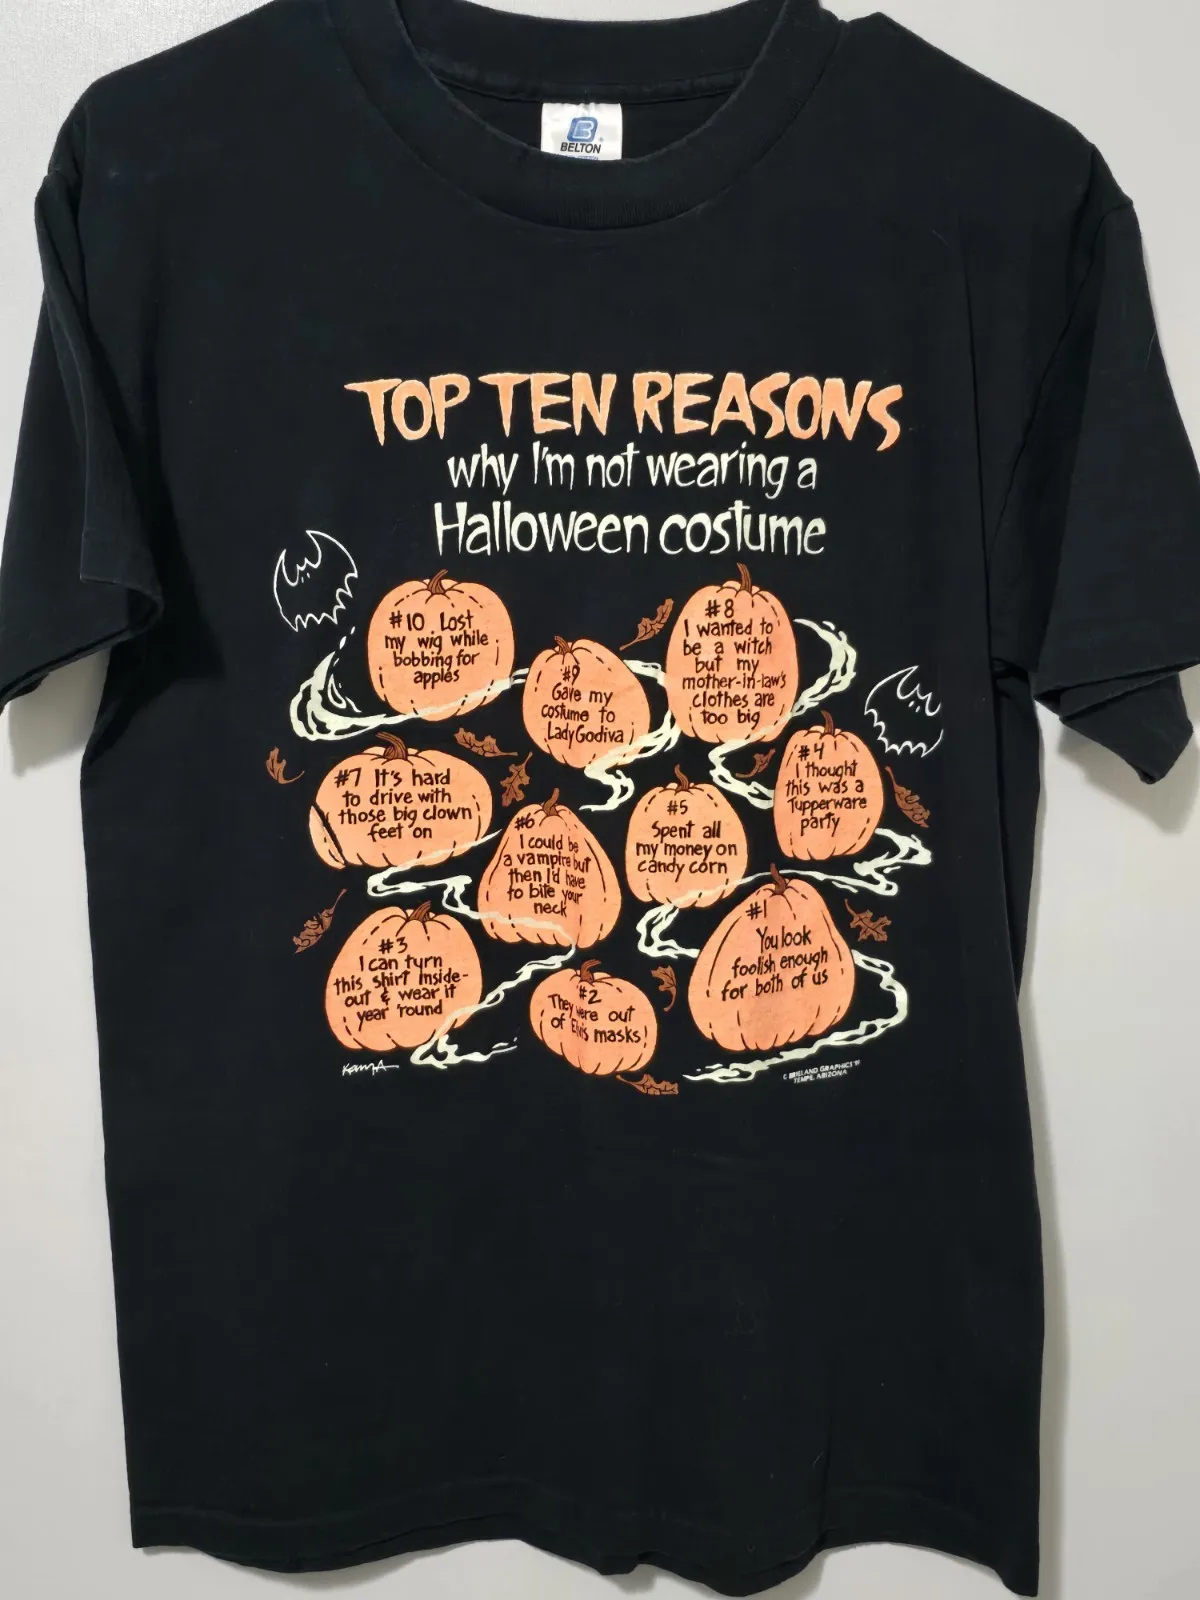 BELTON
TOP TEN REASONS
why I'm not wearing a
Halloween costume
#10 Lost
my wig while
bobbing for
apples
#9
Gave my
costume to
Lady Godiva
#8
I wanted to
be a witch
but my
mother-in-law's
clothes are
too big
#7 It's hard
to drive with
those big clown
feet on
#6
I could be
a vampire but
then I'd have
to bite your
neck
#5
Spent all
my money on
candy corn
#4
I thought
this was a
Tupperware
party
#3
I can turn
this shirt inside-
out & wear it
year 'round
#2
They were out
of Elvis masks
#1
You look
foolish enough
for both of us
GRAPHICS
TEMPE, ARIZONA